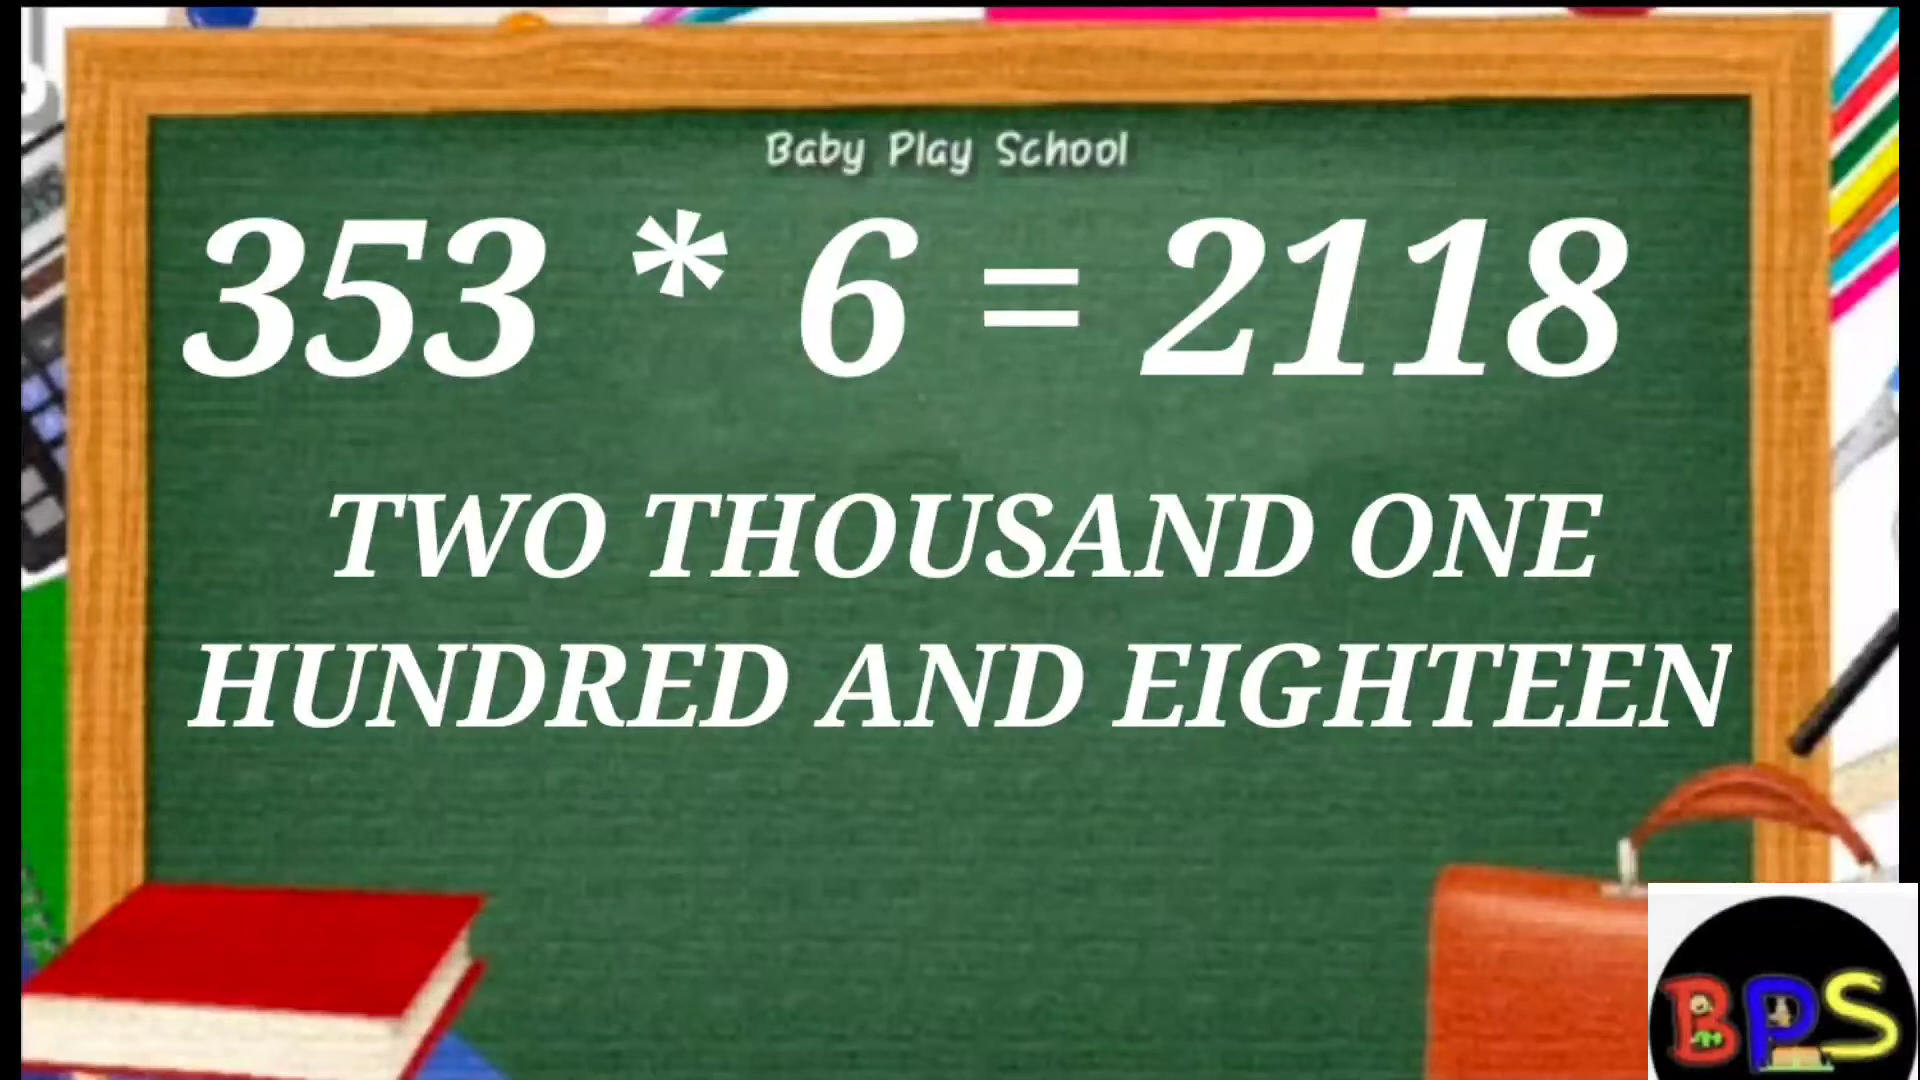 Baby Play School
353 * 6 = 2118
TWO THOUSAND ONE
HUNDRED AND EIGHTEEN
BPS